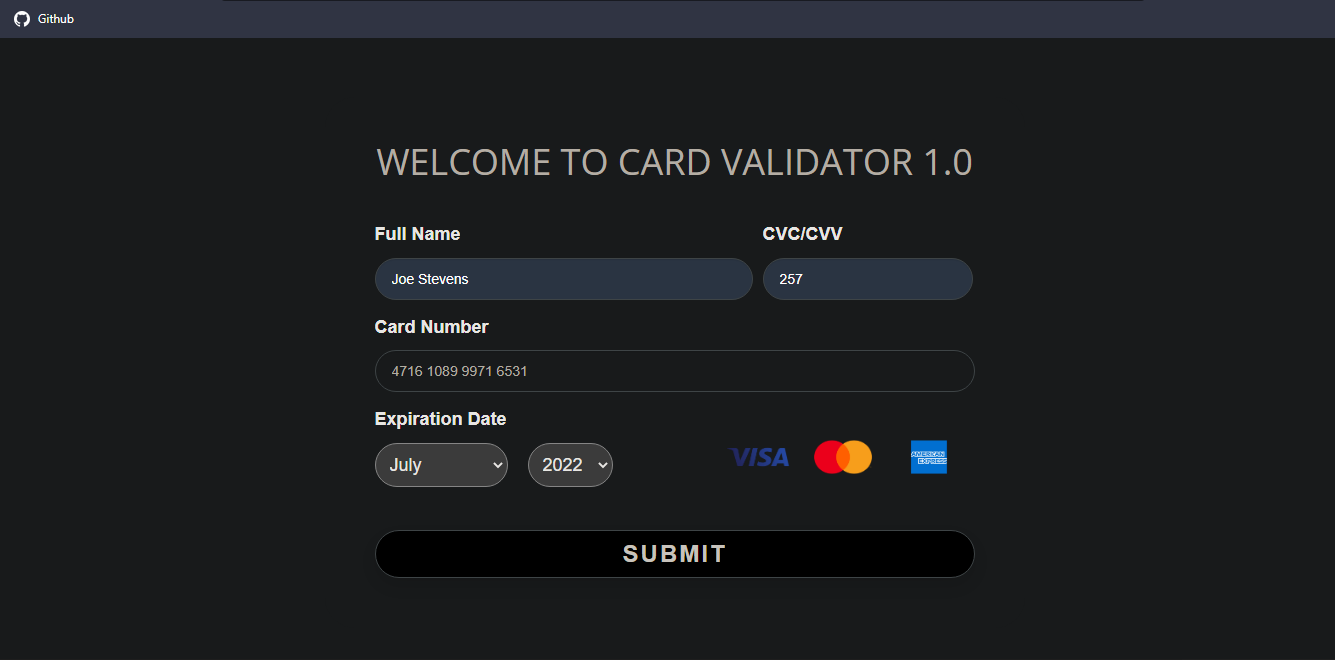 Github
WELCOME TO CARD VALIDATOR 1.0
Full Name CVC/CVV
Joe Stevens 257
Card Number
4716 1089 9971 6531
Expiration Date
July 2022 VISA AMERICAN EXPRESS
SUBMIT